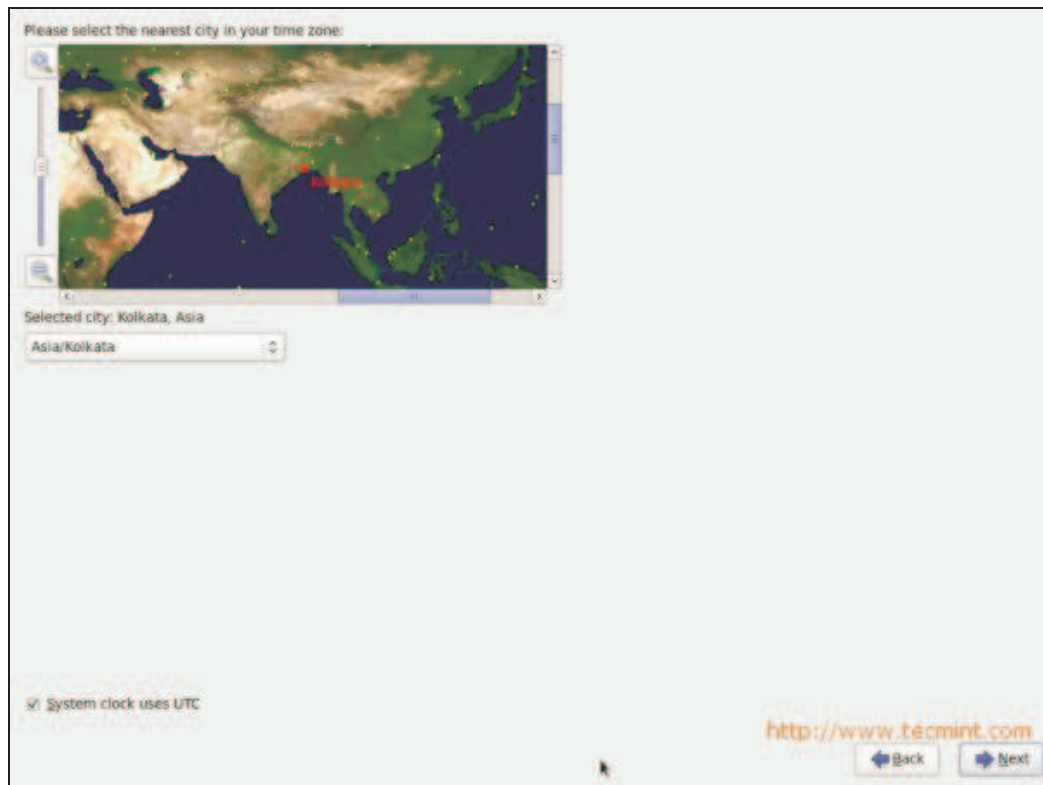 Please select the nearest city in your time zone:
Kolkata
Selected city: Kolkata, Asia
Asia/Kolkata
System clock uses UTC
http://www.tecmint.com
Back
Next